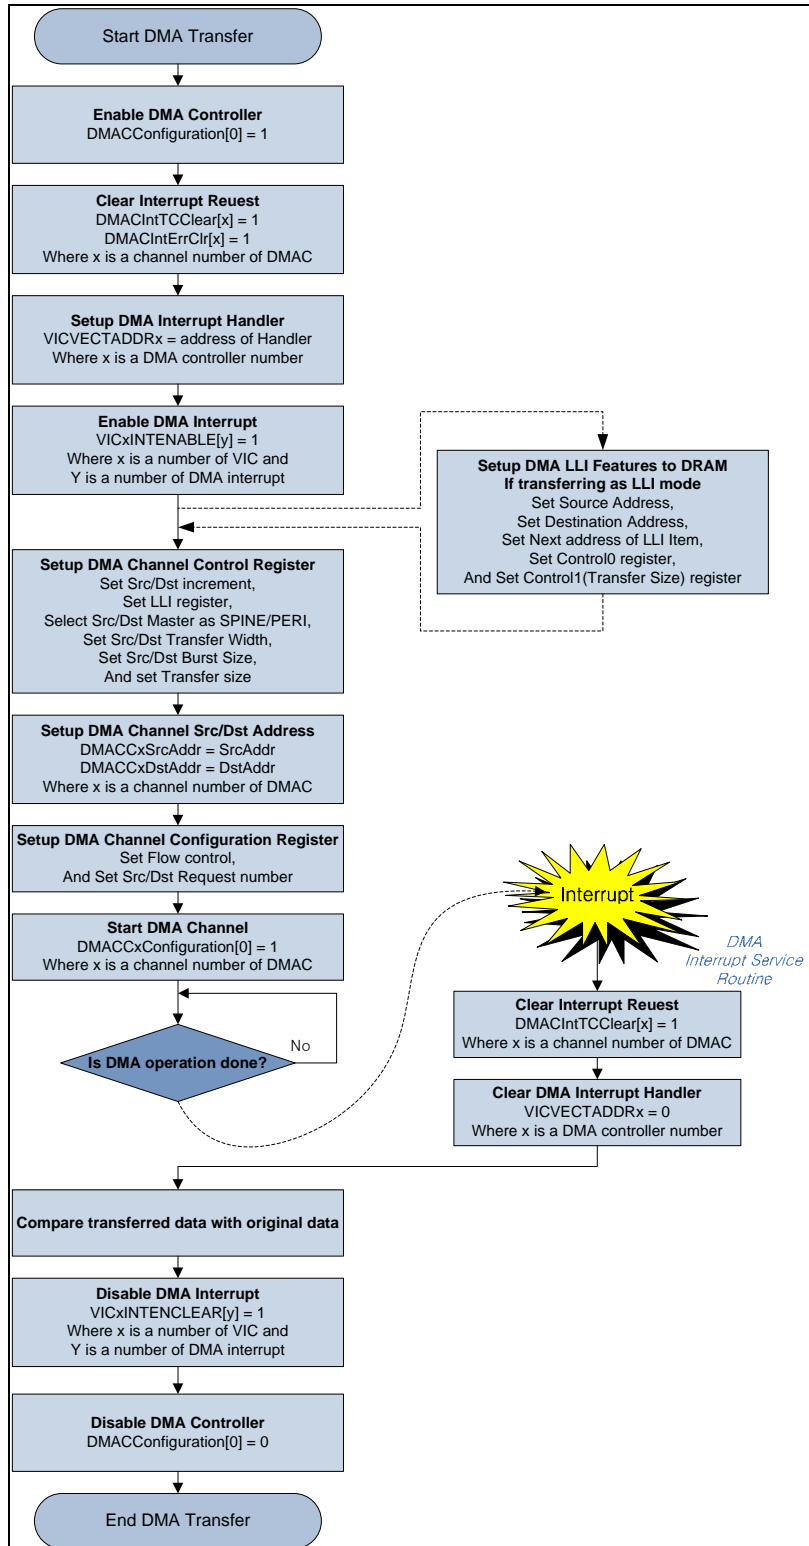 Start DMA Transfer
Enable DMA Controller
DMACConfiguration[0] = 1
Clear Interrupt Reuest
DMACIntTCClear[x] = 1
DMACIntErrClr[x] = 1
Where x is a channel number of DMAC
Setup DMA Interrupt Handler
VICVECTADDRx = address of Handler
Where x is a DMA controller number
Enable DMA Interrupt
VICxINTENABLE[y] = 1
Where x is a number of VIC and
Y is a number of DMA interrupt
Setup DMA LLI Features to DRAM
If transferring as LLI mode
Set Source Address,
Set Destination Address,
Set Next address of LLI Item,
Set Control0 register,
And Set Control1(Transfer Size) register
Setup DMA Channel Control Register
Set Src/Dst increment,
Set LLI register,
Select Src/Dst Master as SPINE/PERI,
Set Src/Dst Transfer Width,
Set Src/Dst Burst Size,
And set Transfer size
Setup DMA Channel Src/Dst Address
DMACCxSrcAddr = SrcAddr
DMACCxDstAddr = DstAddr
Where x is a channel number of DMAC
Setup DMA Channel Configuration Register
Set Flow control,
And Set Src/Dst Request number
Start DMA Channel
DMACCxConfiguration[0] = 1
Where x is a channel number of DMAC
Is DMA operation done?
No
Interrupt
DMA
Interrupt Service
Routine
Clear Interrupt Reuest
DMACIntTCClear[x] = 1
Where x is a channel number of DMAC
Clear DMA Interrupt Handler
VICVECTADDRx = 0
Where x is a DMA controller number
Compare transferred data with original data
Disable DMA Interrupt
VICxINTENCLEAR[y] = 1
Where x is a number of VIC and
Y is a number of DMA interrupt
Disable DMA Controller
DMACConfiguration[0] = 0
End DMA Transfer